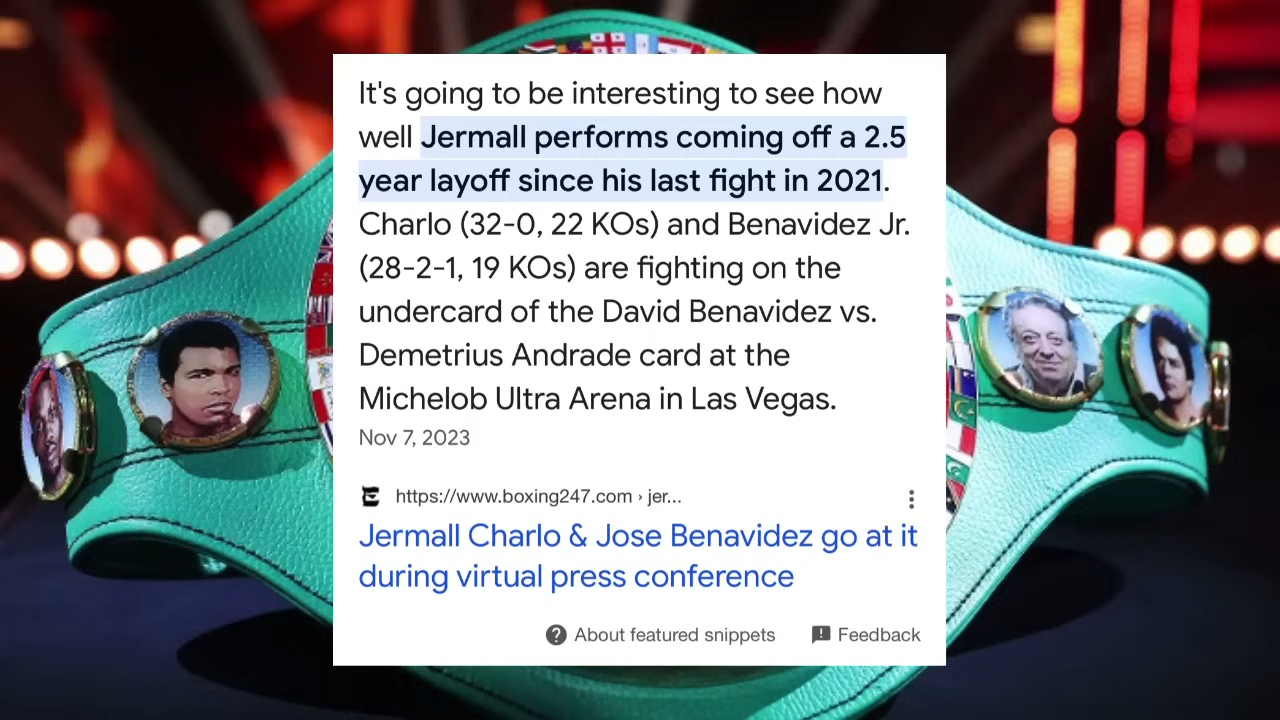 It's going to be interesting to see how
well Jermall performs coming off a 2.5
year layoff since his last fight in 2021.
Charlo (32-0, 22 KOs) and Benavidez Jr.
(28-2-1, 19 KOs) are fighting on the
undercard of the David Benavidez vs.
Demetrius Andrade card at the
Michelob Ultra Arena in Las Vegas.
Nov 7, 2023
https://www.boxing247.com › jer...
Jermall Charlo & Jose Benavidez go at it
during virtual press conference
About featured snippets Feedback